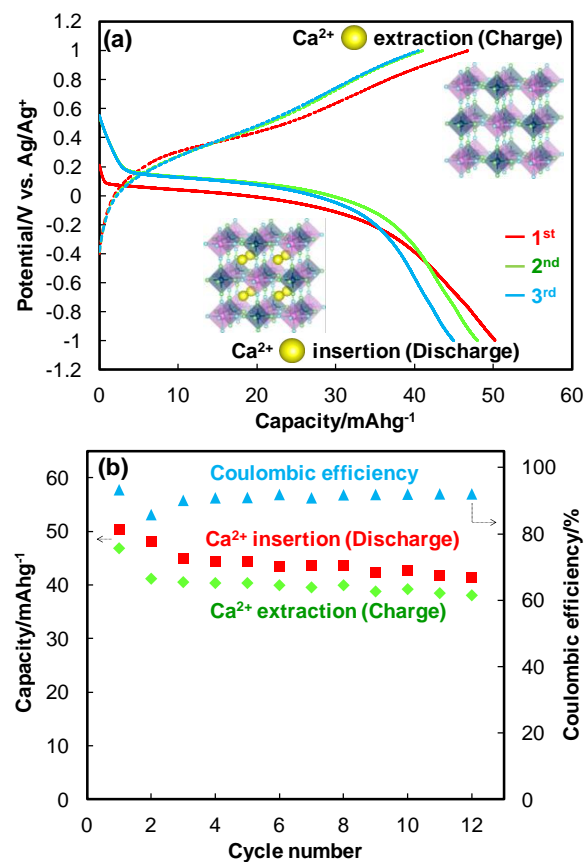 (a)
Ca²⁺ extraction (Charge)
Potential/V vs. Ag/Ag⁺
1.2
1
0.8
0.6
0.4
0.2
0
-0.2
-0.4
-0.6
-0.8
-1
-1.2
1ˢᵗ
2ⁿᵈ
3ʳᵈ
Ca²⁺ insertion (Discharge)
0 10 20 30 40 50 60
Capacity/mAhg⁻¹
(b)
Coulombic efficiency
Ca²⁺ insertion (Discharge)
Ca²⁺ extraction (Charge)
Capacity/mAhg⁻¹
60
50
40
30
20
10
0
100
80
60
40
20
0
Coulombic efficiency/%
0 2 4 6 8 10 12
Cycle number